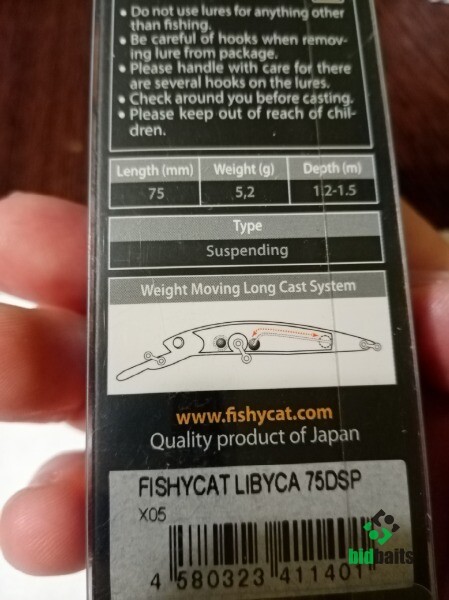 • Do not use lures for anything other
than fishing.
• Be careful of hooks when remov-
ing lure from package.
• Please handle with care for there
are several hooks on the lures.
• Check around you before casting.
• Please keep out of reach of chil-
dren.
Length (mm) Weight (g) Depth (m)
75 5,2 1.2-1.5
Type
Suspending
Weight Moving Long Cast System
www.fishycat.com
Quality product of Japan
FISHYCAT LIBYCA 75DSP
X05
bidbaits
4 580323 411401